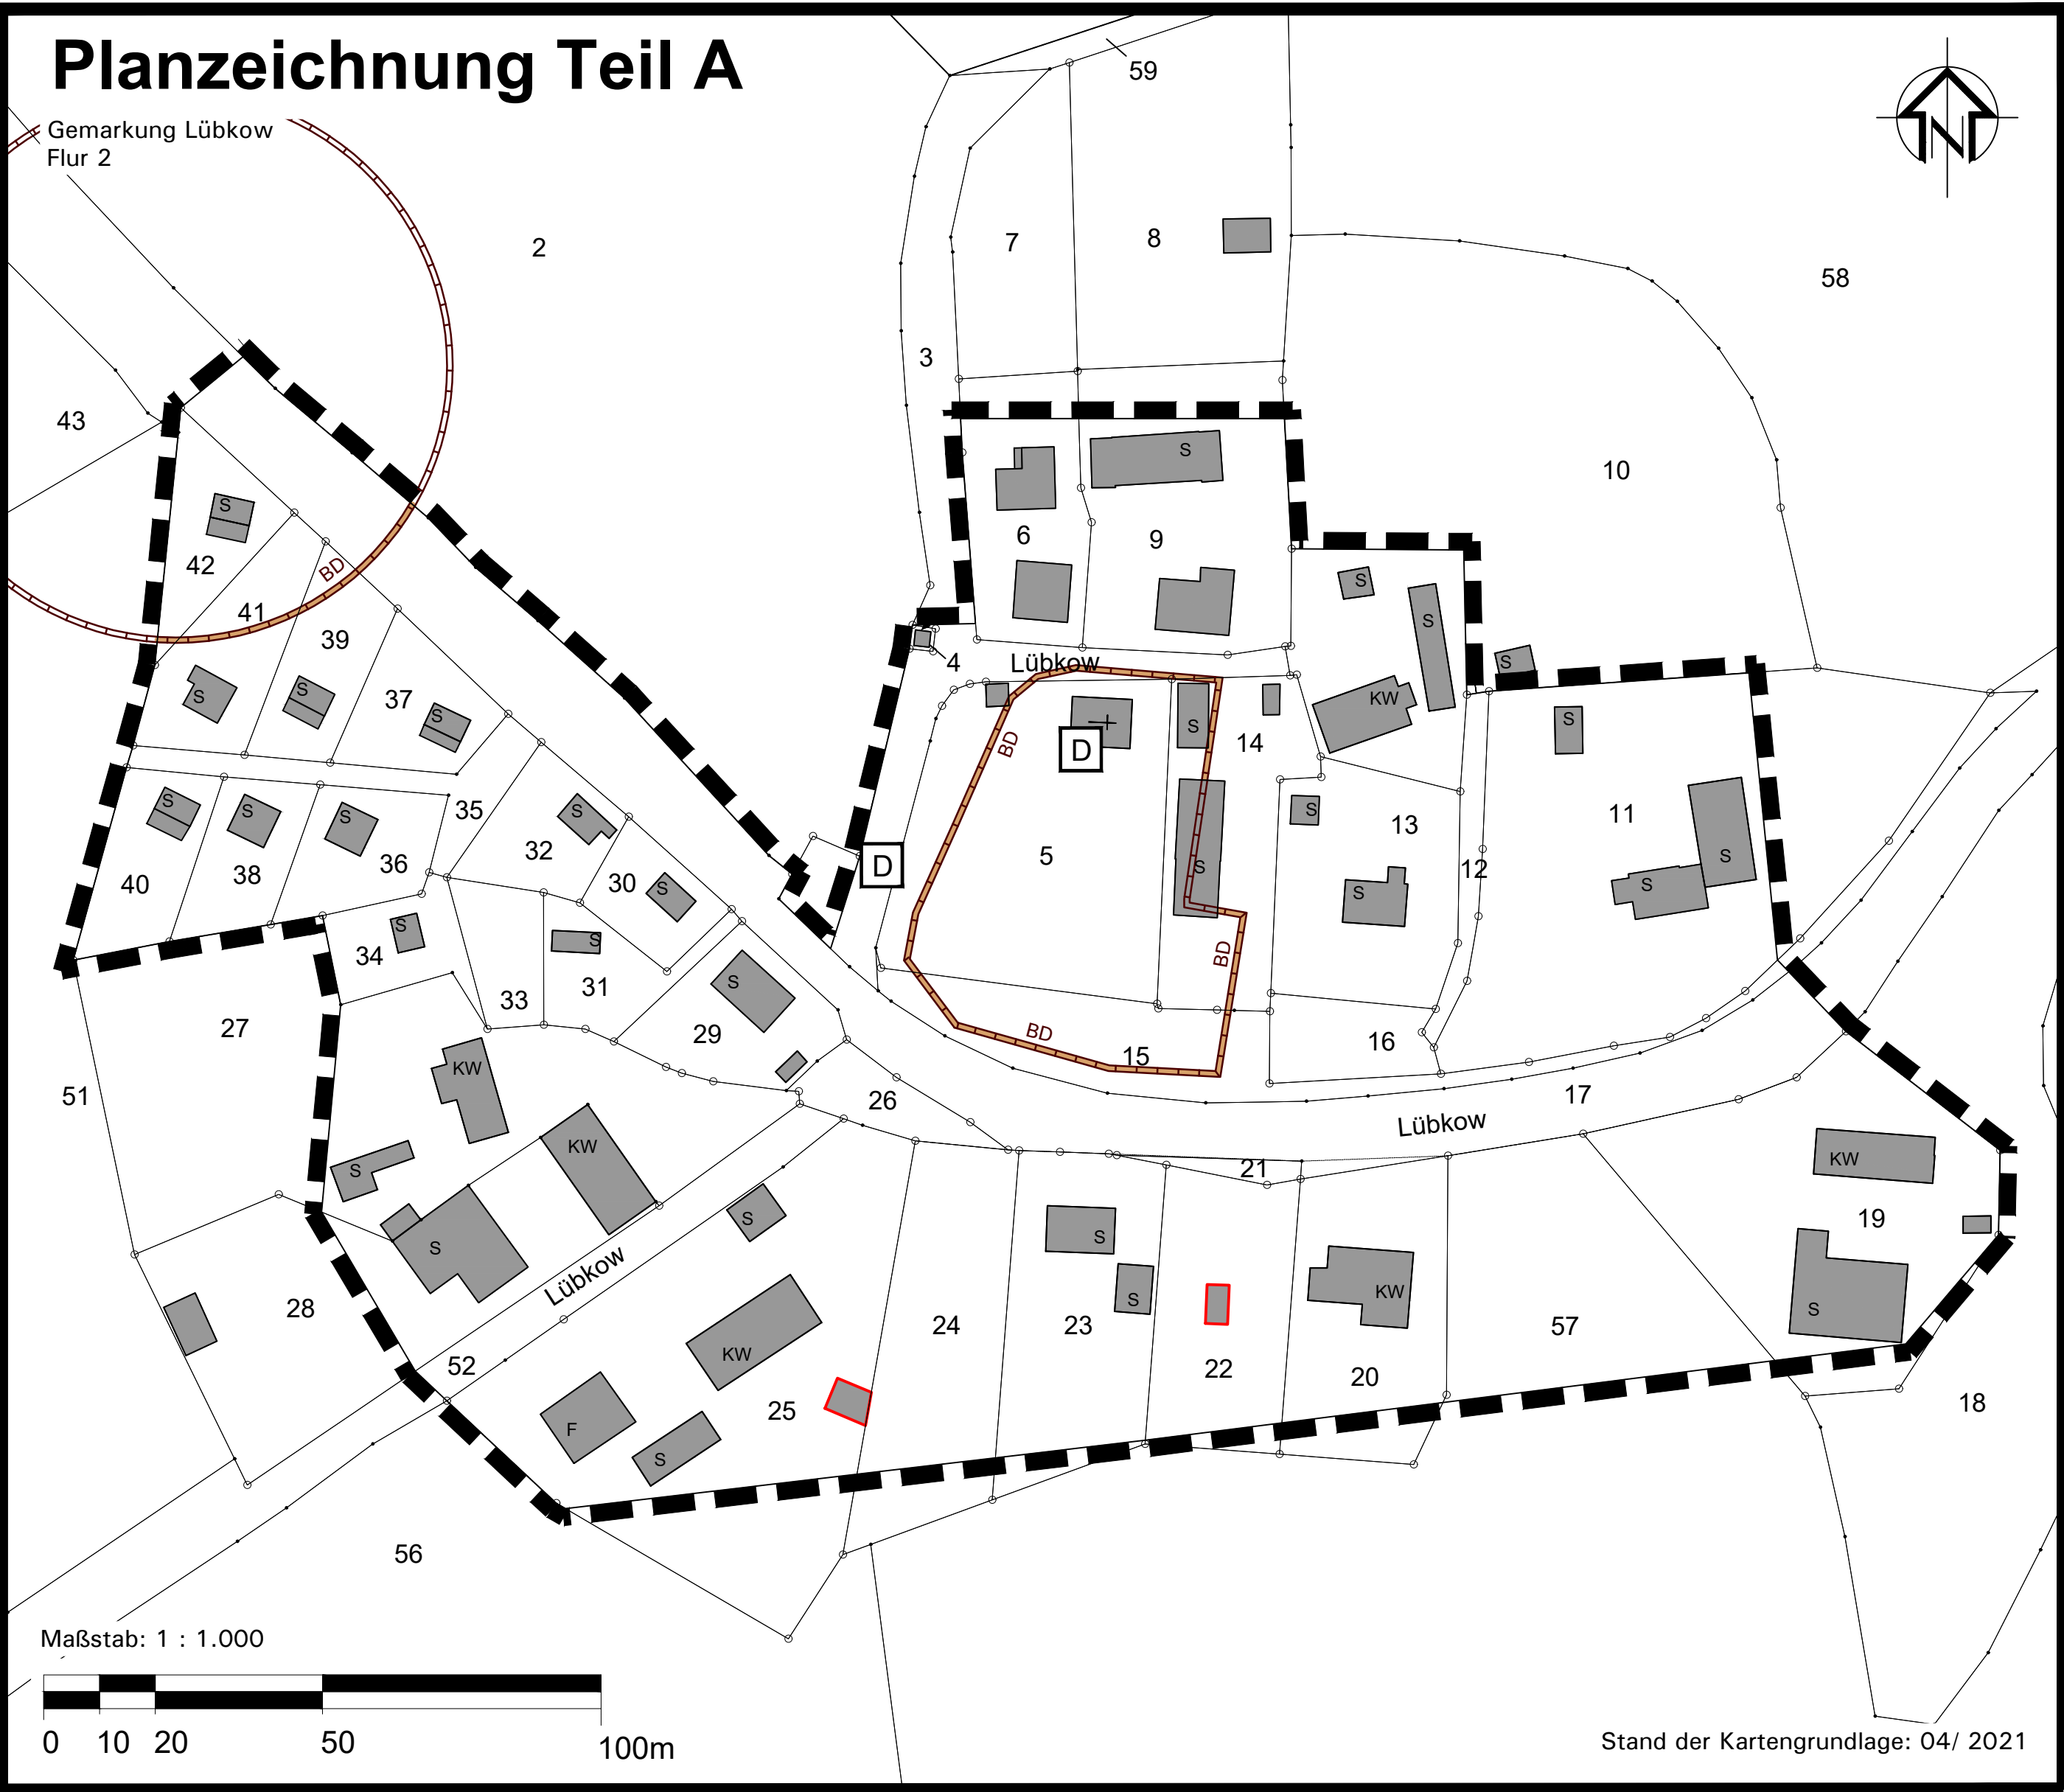 Planzeichnung Teil A
59
N
Gemarkung Lübkow
Flur 2
2
7
8
58
3
43
10
S
S
6
9
42
BD
S
41
S
39
4
Lübkow
S
S
S
S
37
KW
S
S
BD
14
D
S
S
S
35
S
S
13
11
32
5
D
S
12
S
36
38
40
30
S
S
S
34
S
S
BD
31
33
S
27
29
BD
15
16
KW
51
26
17
Lübkow
KW
S
21
KW
S
S
19
S
Lübkow
28
24
23
S
22
KW
20
57
S
52
KW
25
F
S
18
56
Maßstab: 1 : 1.000
0 10 20 50 100m
Stand der Kartengrundlage: 04/ 2021